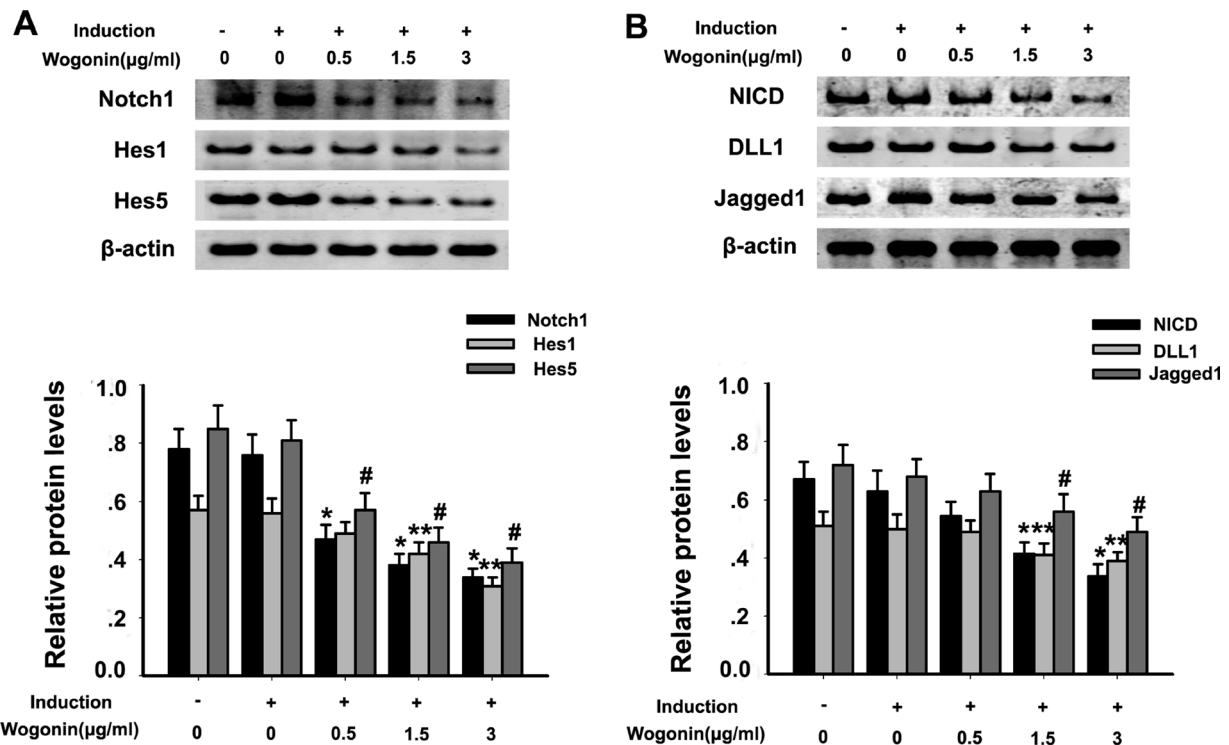 A
Induction - + + + +
Wogonin(µg/ml) 0 0 0.5 1.5 3
Notch1
Hes1
Hes5
β-actin
Notch1
Hes1
Hes5
Relative protein levels
1.0
.8
.6
.4
.2
0.0
* #
* ** #
* ** #
Induction - + + + +
Wogonin(µg/ml) 0 0 0.5 1.5 3
B
Induction - + + + +
Wogonin(µg/ml) 0 0 0.5 1.5 3
NICD
DLL1
Jagged1
β-actin
NICD
DLL1
Jagged1
Relative protein levels
1.0
.8
.6
.4
.2
0.0
*** #
* ** #
Induction - + + + +
Wogonin(µg/ml) 0 0 0.5 1.5 3